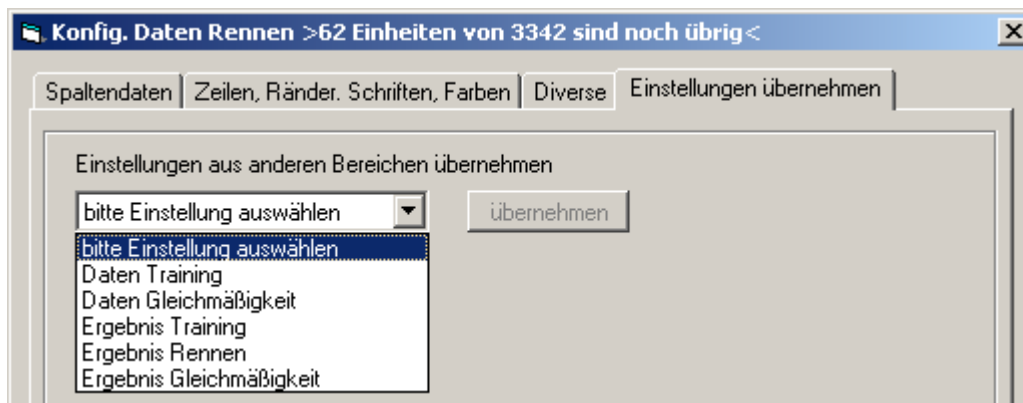 Konfig. Daten Rennen >62 Einheiten von 3342 sind noch übrig<
Spaltendaten Zeilen, Ränder. Schriften, Farben Diverse Einstellungen übernehmen
Einstellungen aus anderen Bereichen übernehmen
bitte Einstellung auswählen übernehmen
bitte Einstellung auswählen
Daten Training
Daten Gleichmäßigkeit
Ergebnis Training
Ergebnis Rennen
Ergebnis Gleichmäßigkeit